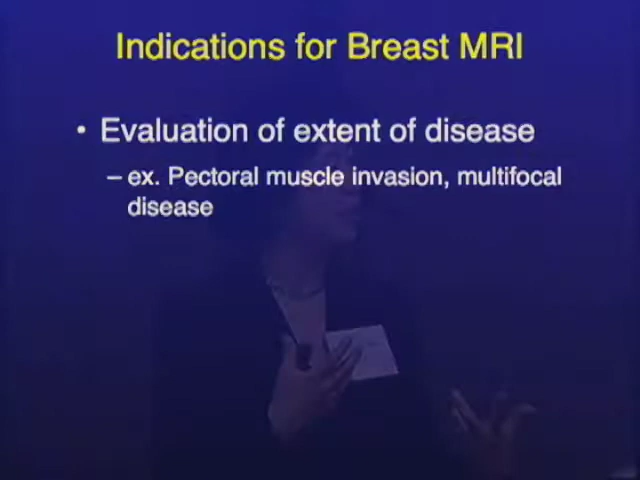 Indications for Breast MRI
• Evaluation of extent of disease
– ex. Pectoral muscle invasion, multifocal
disease